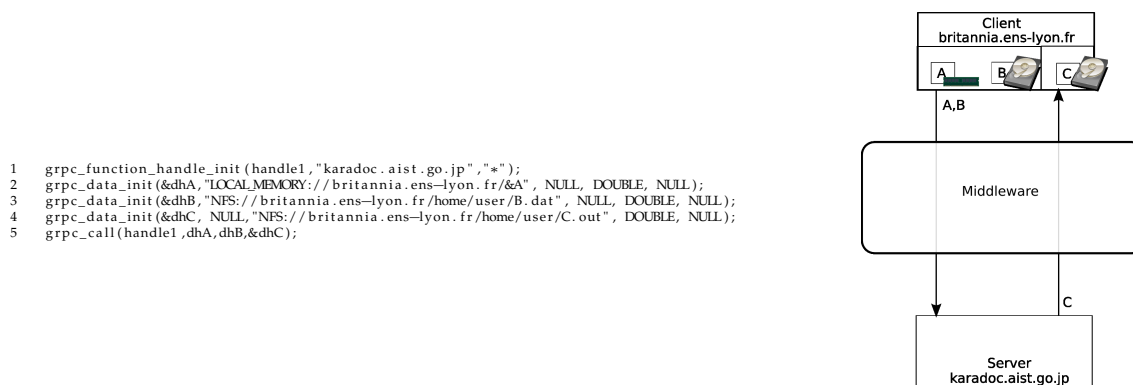 1 grpc_function_handle_init(handle1,"karadoc.aist.go.jp","*");
2 grpc_data_init(&dhA,"LOCAL_MEMORY://britannia.ens–lyon.fr/&A", NULL, DOUBLE, NULL);
3 grpc_data_init(&dhB,"NFS://britannia.ens–lyon.fr/home/user/B.dat", NULL, DOUBLE, NULL);
4 grpc_data_init(&dhC, NULL,"NFS://britannia.ens–lyon.fr/home/user/C.out", DOUBLE, NULL);
5 grpc_call(handle1,dhA,dhB,&dhC);
Client
britannia.ens-lyon.fr
A B C
A,B
Middleware
C
Server
karadoc.aist.go.jp